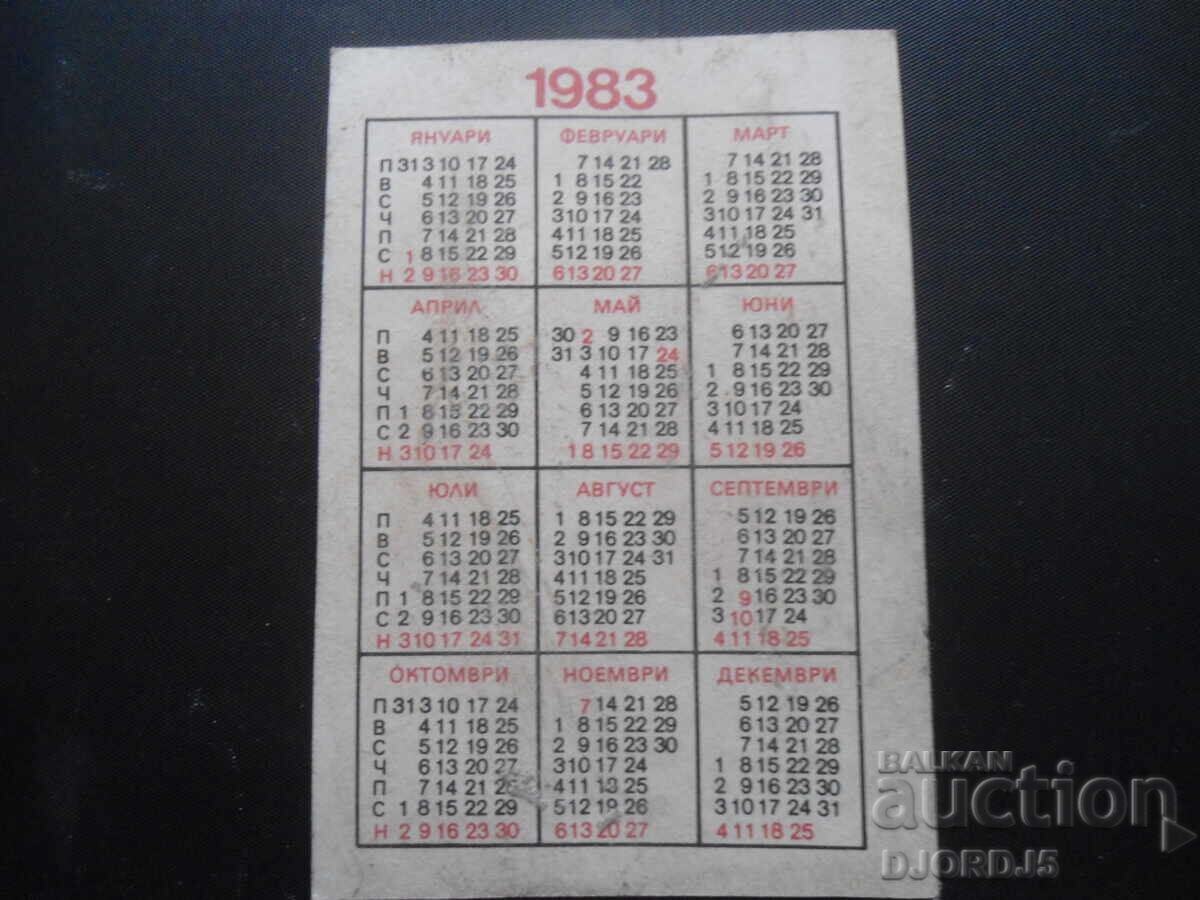 1983
ЯНУАРИ ФЕВРУАРИ МАРТ
П 31 3 10 17 24 7 14 21 28 7 14 21 28
В 4 11 18 25 1 8 15 22 1 8 15 22 29
С 5 12 19 26 2 9 16 23 2 9 16 23 30
Ч 6 13 20 27 3 10 17 24 3 10 17 24 31
П 7 14 21 28 4 11 18 25 4 11 18 25
С 1 8 15 22 29 5 12 19 26 5 12 19 26
Н 2 9 16 23 30 6 13 20 27 6 13 20 27
АПРИЛ МАЙ ЮНИ
П 4 11 18 25 30 2 9 16 23 6 13 20 27
В 5 12 19 26 31 3 10 17 24 7 14 21 28
С 6 13 20 27 4 11 18 25 1 8 15 22 29
Ч 7 14 21 28 5 12 19 26 2 9 16 23 30
П 1 8 15 22 29 6 13 20 27 3 10 17 24
С 2 9 16 23 30 7 14 21 28 4 11 18 25
Н 3 10 17 24 1 8 15 22 29 5 12 19 26
ЮЛИ АВГУСТ СЕПТЕМВРИ
П 4 11 18 25 1 8 15 22 29 5 12 19 26
В 5 12 19 26 2 9 16 23 30 6 13 20 27
С 6 13 20 27 3 10 17 24 31 7 14 21 28
Ч 7 14 21 28 4 11 18 25 1 8 15 22 29
П 1 8 15 22 29 5 12 19 26 2 9 16 23 30
С 2 9 16 23 30 6 13 20 27 3 10 17 24
Н 3 10 17 24 31 7 14 21 28 4 11 18 25
ОКТОМВРИ НОЕМВРИ ДЕКЕМВРИ
П 31 3 10 17 24 7 14 21 28 5 12 19 26
В 4 11 18 25 1 8 15 22 29 6 13 20 27
С 5 12 19 26 2 9 16 23 30 7 14 21 28
Ч 6 13 20 27 3 10 17 24 1 8 15 22 29
П 7 14 21 28 4 11 18 25 2 9 16 23 30
С 1 8 15 22 29 5 12 19 26 3 10 17 24 31
Н 2 9 16 23 30 6 13 20 27 4 11 18 25
BALKAN
auction
DJORDJ5